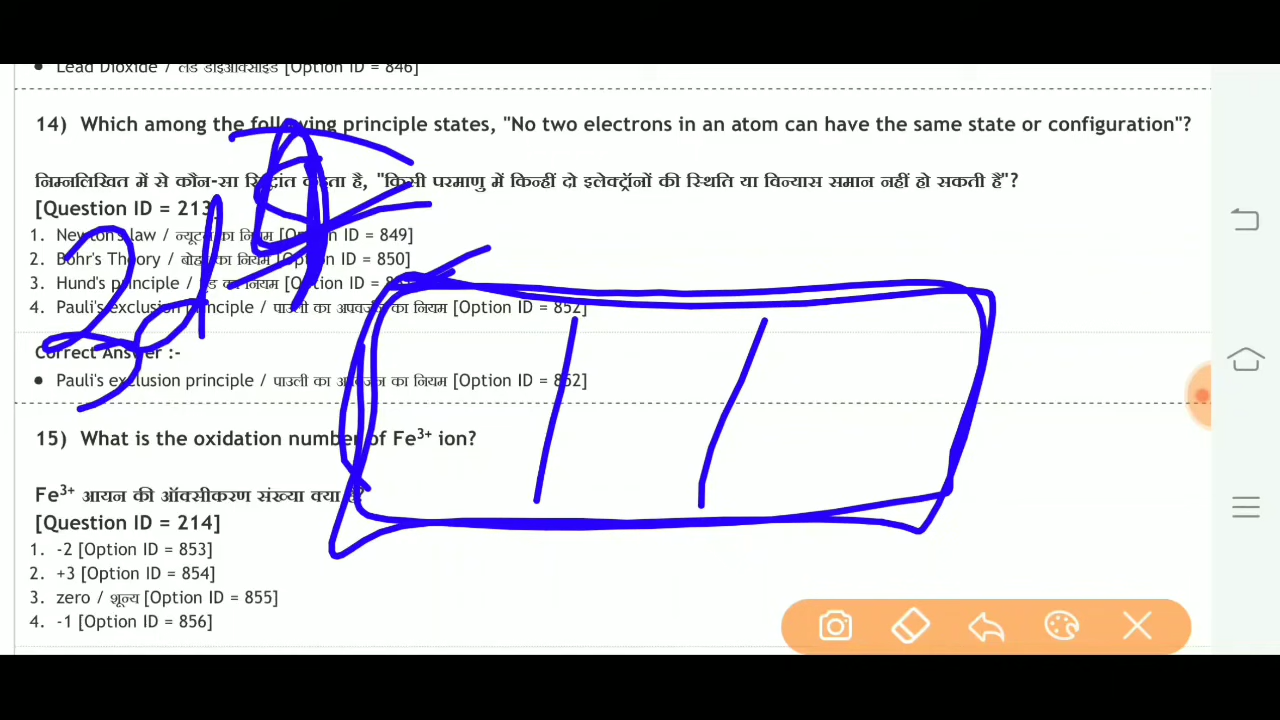 • Lead Dioxide / लेड डाइऑक्साइड [Option ID = 846]
14) Which among the following principle states, "No two electrons in an atom can have the same state or configuration"?
निम्नलिखित में से कौन-सा सिद्धांत कहता है, "किसी परमाणु में किन्हीं दो इलेक्ट्रॉनों की स्थिति या विन्यास समान नहीं हो सकती हैं"?
[Question ID = 213]
1. Newton's law / न्यूटन का नियम [Option ID = 849]
2. Bohr's Theory / बोहर का नियम [Option ID = 850]
3. Hund's principle / हुंड का नियम [Option ID = 851]
4. Pauli's exclusion principle / पाउली का अपवर्जन का नियम [Option ID = 852]
Correct Answer :-
• Pauli's exclusion principle / पाउली का अपवर्जन का नियम [Option ID = 852]
15) What is the oxidation number of Fe³⁺ ion?
Fe³⁺ आयन की ऑक्सीकरण संख्या क्या है?
[Question ID = 214]
1. -2 [Option ID = 853]
2. +3 [Option ID = 854]
3. zero / शून्य [Option ID = 855]
4. -1 [Option ID = 856]